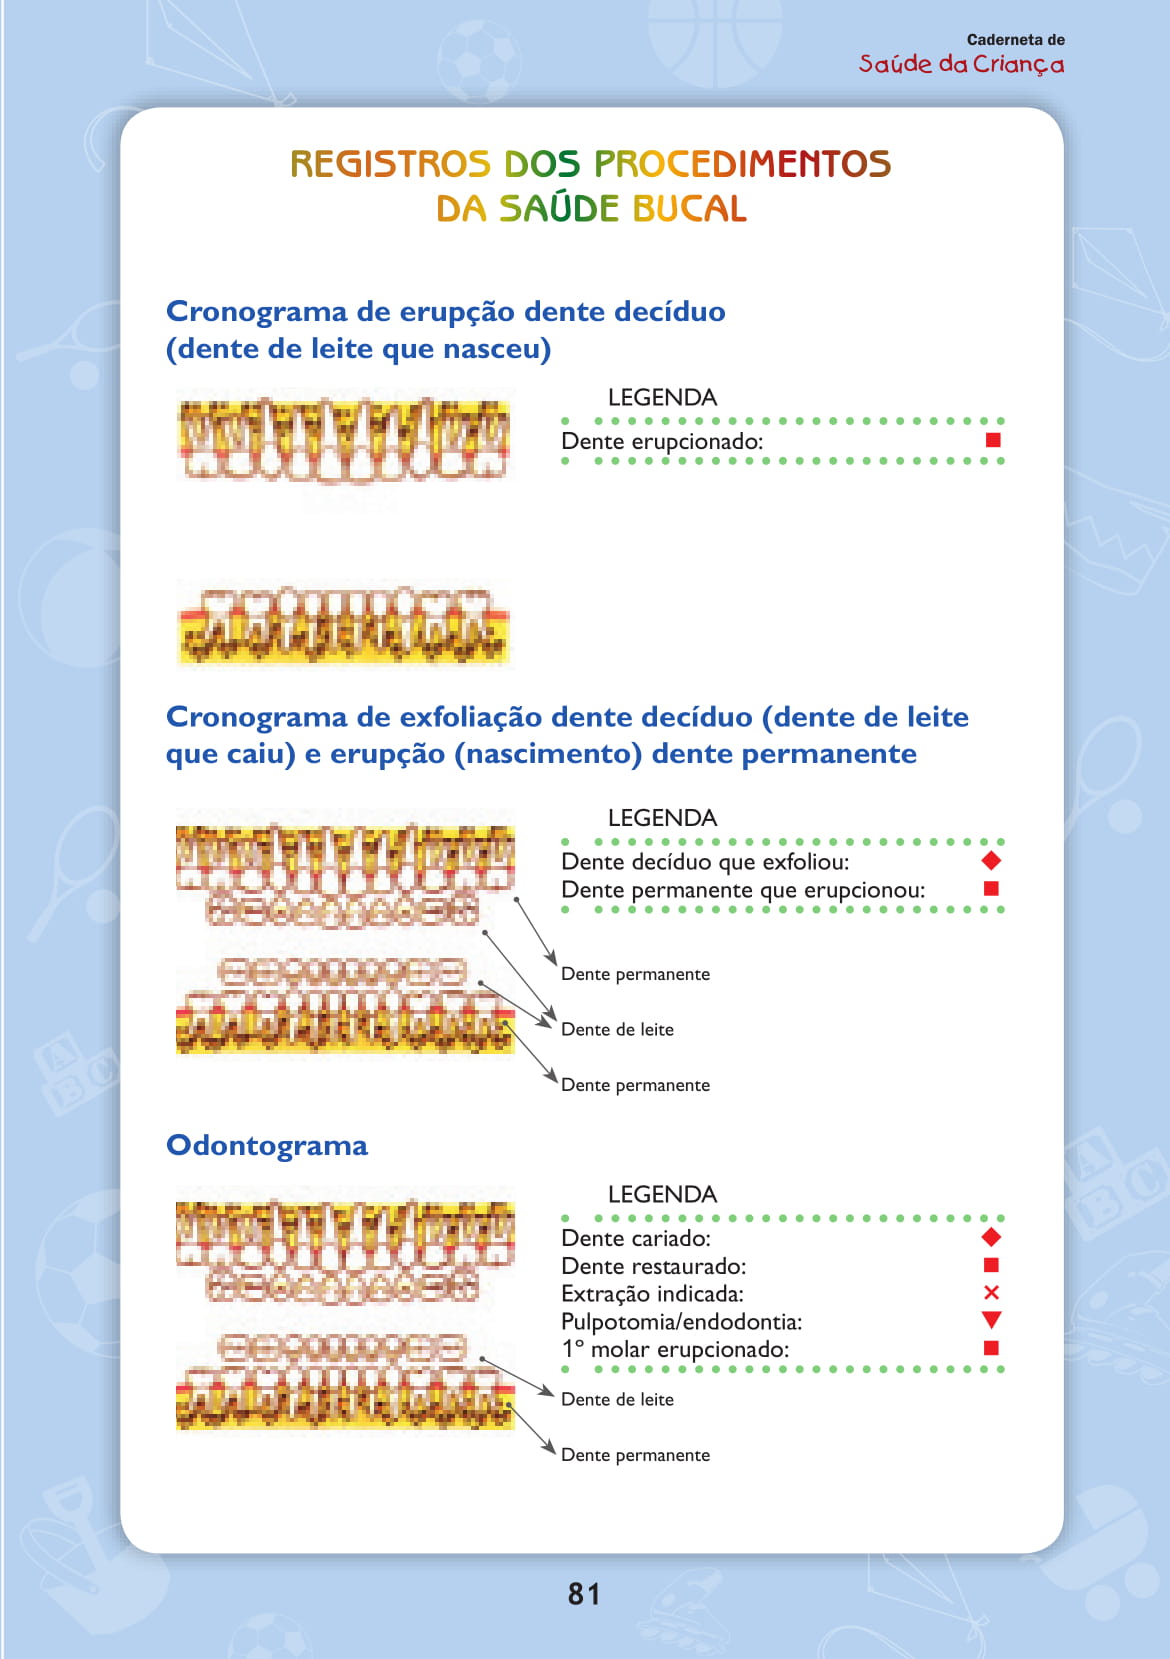 Caderneta de
Saúde da Criança
REGISTROS DOS PROCEDIMENTOS
DA SAÚDE BUCAL
Cronograma de erupção dente decíduo
(dente de leite que nasceu)
LEGENDA
Dente erupcionado:
Cronograma de exfoliação dente decíduo (dente de leite
que caiu) e erupção (nascimento) dente permanente
LEGENDA
Dente decíduo que exfoliou:
Dente permanente que erupcionou:
Dente permanente
Dente de leite
Dente permanente
Odontograma
LEGENDA
Dente cariado:
Dente restaurado:
Extração indicada:
Pulpotomia/endodontia:
1º molar erupcionado:
Dente de leite
Dente permanente
81